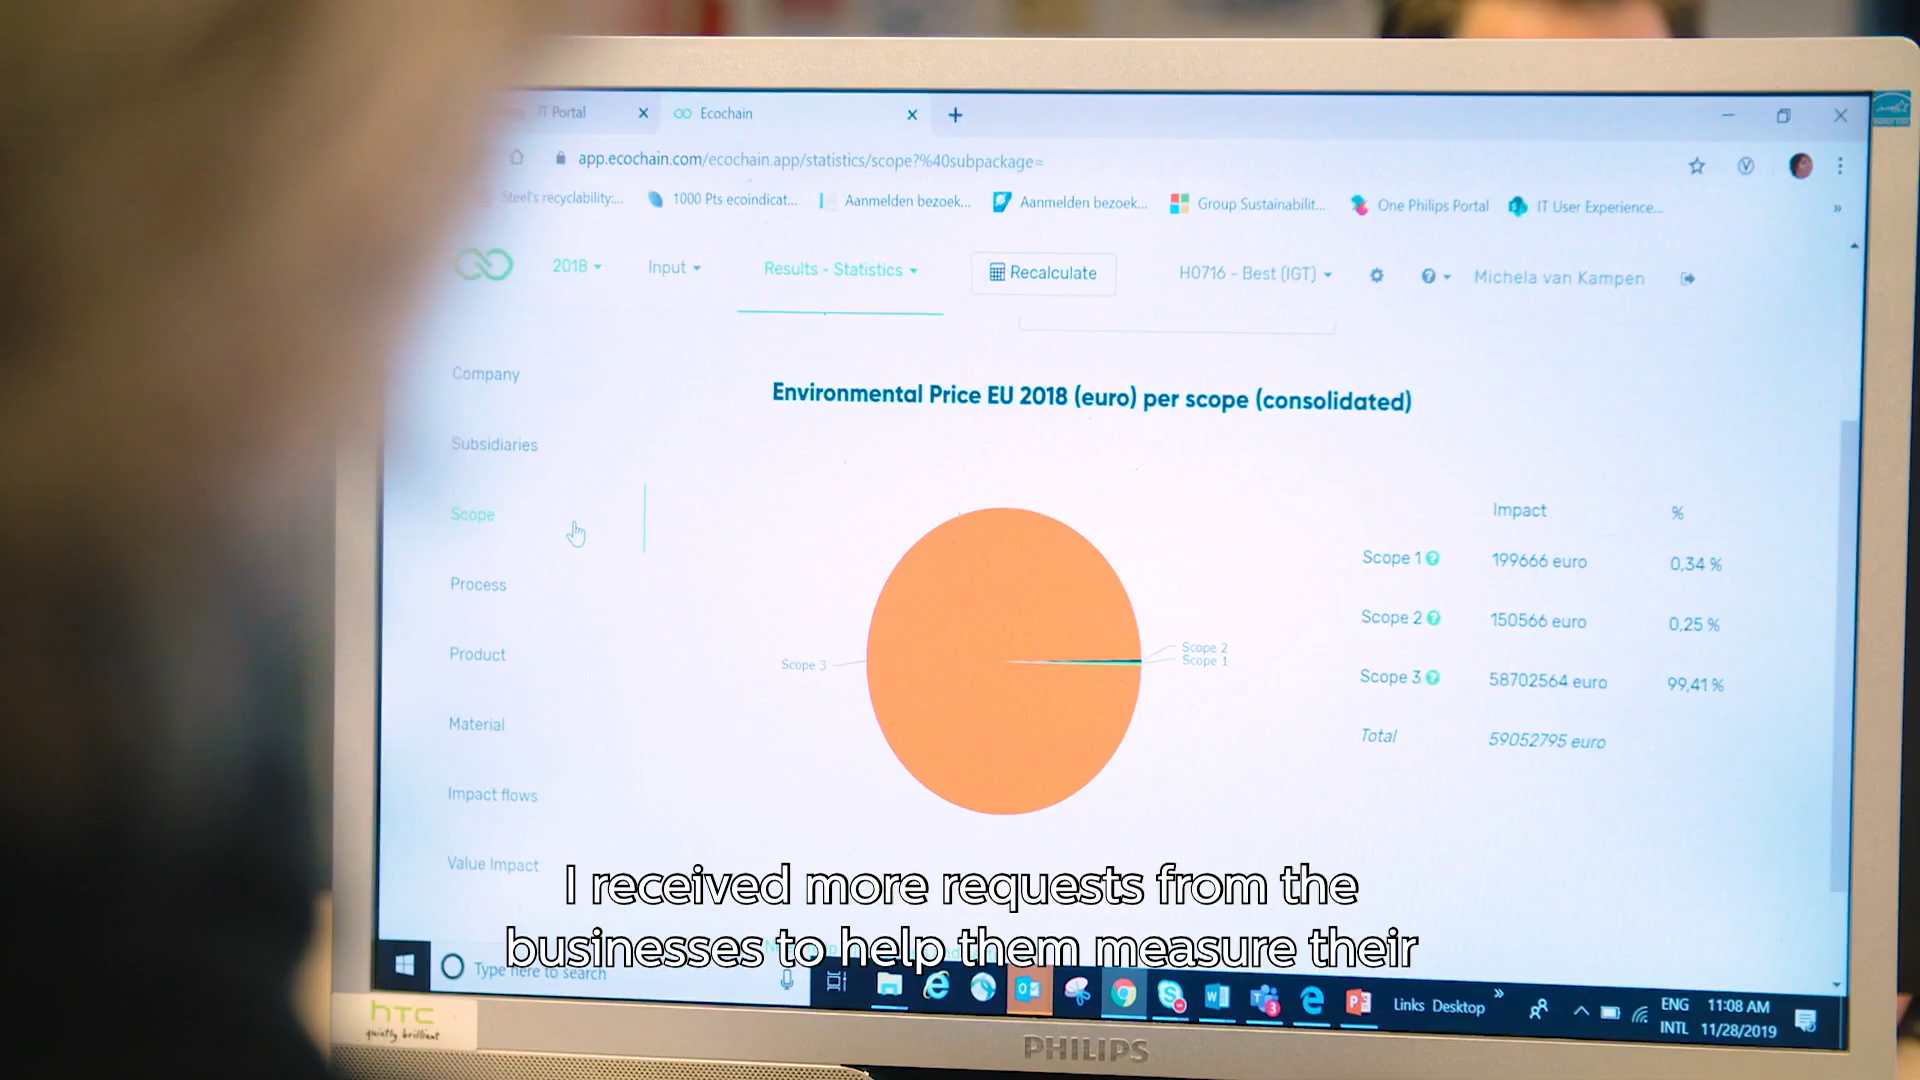 IT Portal
Ecochain
app.ecochain.com/ecochain.app/statistics/scope?%40subpackage=
Steel's recyclability:...
1000 Pts ecoindicat...
Aanmelden bezoek...
Aanmelden bezoek...
Group Sustainabilit...
One Philips Portal
IT User Experience...
»
2018
Input
Results - Statistics
Recalculate
H0716 - Best (IGT)
Michela van Kampen
Company
Subsidiaries
Scope
Process
Product
Material
Impact flows
Value Impact
Environmental Price EU 2018 (euro) per scope (consolidated)
Scope 3
Scope 2
Scope 1
Impact %
Scope 1 199666 euro 0,34 %
Scope 2 150566 euro 0,25 %
Scope 3 58702564 euro 99,41 %
Total 59052795 euro
I received more requests from the
businesses to help them measure their
Type here to search
Links Desktop »
ENG 11:08 AM
INTL 11/28/2019
hTC
quietly brilliant
PHILIPS